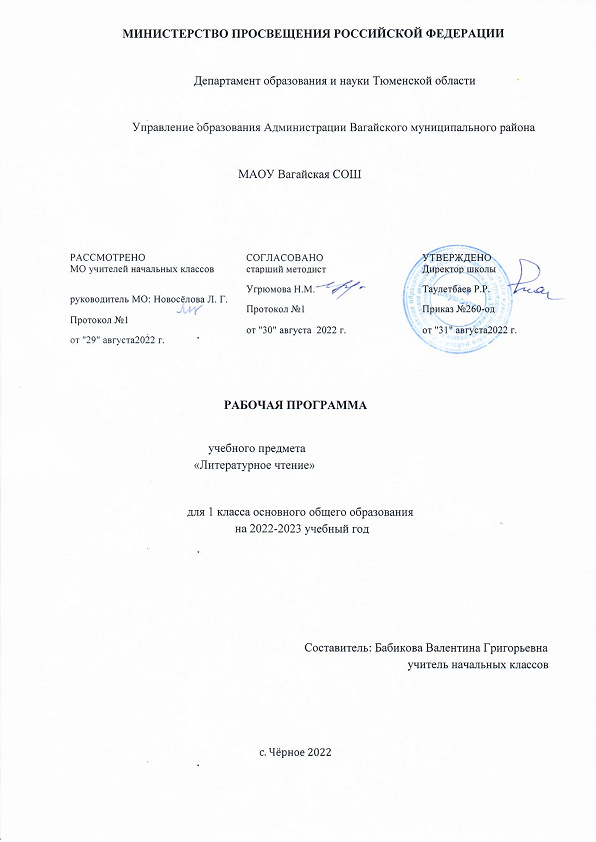 МИНИСТЕРСТВО ПРОСВЕЩЕНИЯ РОССИЙСКОЙ ФЕДЕРАЦИИ
Департамент образования и науки Тюменской области
Управление образования Администрации Вагайского муниципального района
МАОУ Вагайская СОШ
РАССМОТРЕНО
МО учителей начальных классов
руководитель МО: Новосёлова Л. Г.
Протокол №1
от "29" августа2022 г.
СОГЛАСОВАНО
старший методист
Угрюмова Н.М.
Протокол №1
от "30" августа 2022 г.
УТВЕРЖДЕНО
Директор школы
Таулетбаев Р.Р.
Приказ №260-од
от "31" августа2022 г.
РАБОЧАЯ ПРОГРАММА
учебного предмета
«Литературное чтение»
для 1 класса основного общего образования
на 2022-2023 учебный год
Составитель: Бабикова Валентина Григорьевна
учитель начальных классов
с. Чёрное 2022